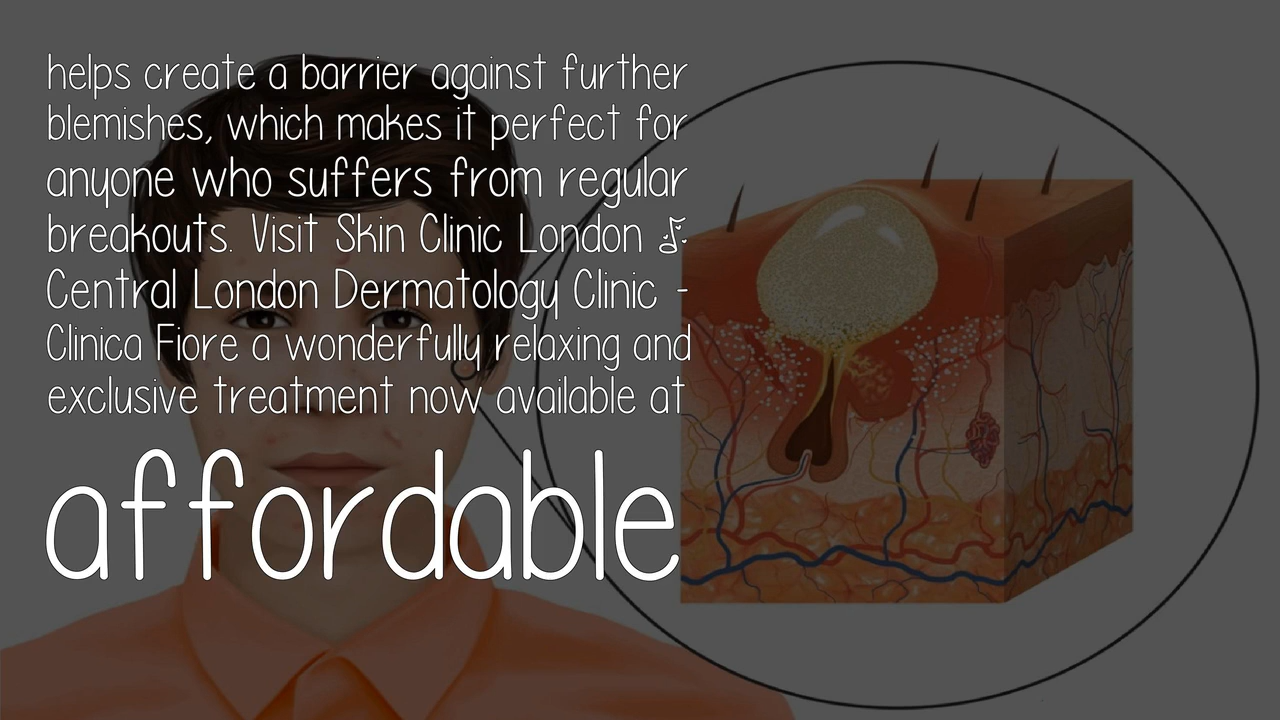 helps create a barrier against further
blemishes, which makes it perfect for
anyone who suffers from regular
breakouts. Visit Skin Clinic London
Central London Dermatology Clinic -
Clinica Fiore a wonderfully relaxing and
exclusive treatment now available at
affordable